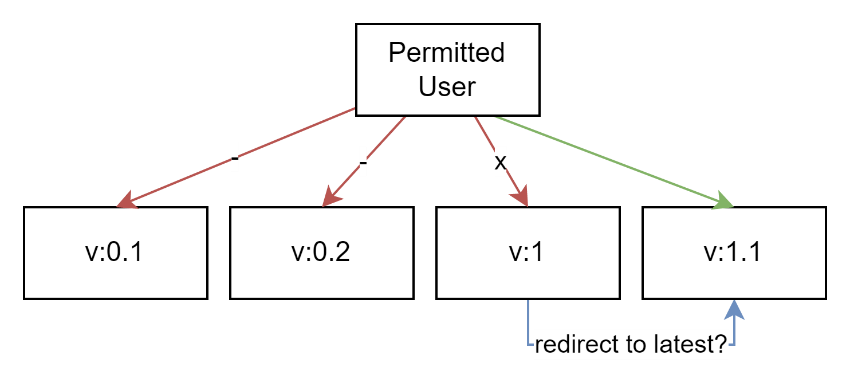 Permitted
User
-
-
x
v:0.1
v:0.2
v:1
v:1.1
redirect to latest?